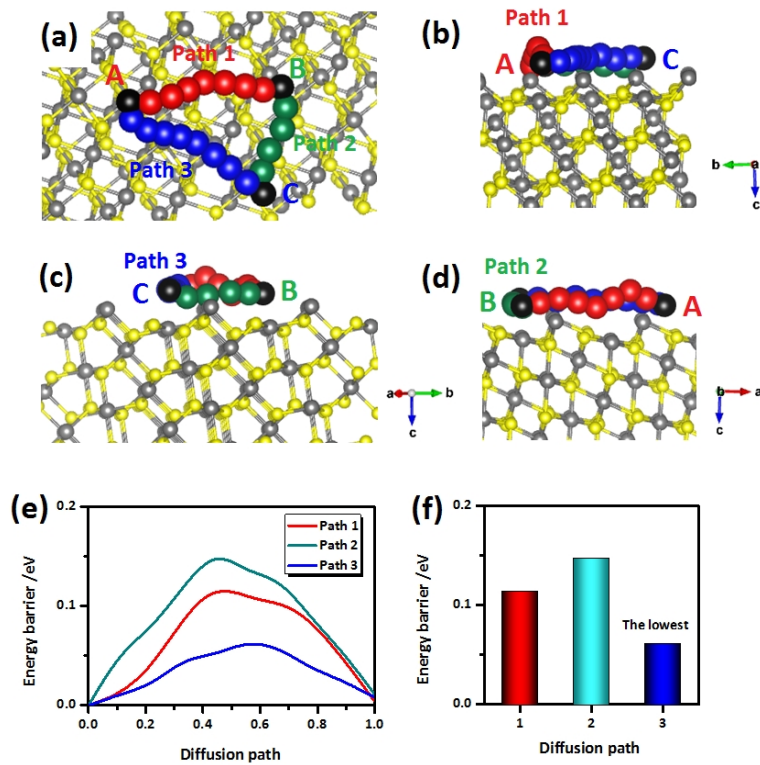 (a)
Path 1
A
B
Path 2
Path 3
C
(b)
Path 1
A
C
b
a
c
(c)
Path 3
C
B
a
b
c
(d)
Path 2
B
A
b
a
c
(e)
0.2
0.1
0.0
Energy barrier /eV
Path 1
Path 2
Path 3
0.0 0.2 0.4 0.6 0.8 1.0
Diffusion path
(f)
0.2
0.1
0.0
Energy barrier /eV
The lowest
1 2 3
Diffusion path